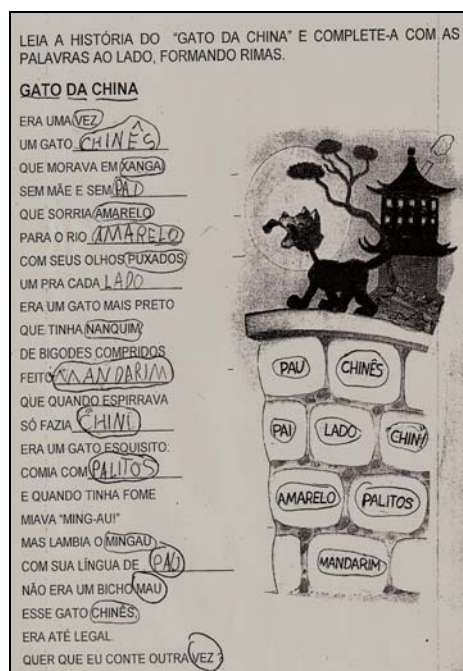 LEIA A HISTÓRIA DO "GATO DA CHINA" E COMPLETE-A COM AS
PALAVRAS AO LADO, FORMANDO RIMAS.
GATO DA CHINA
ERA UMA VEZ
UM GATO CHINÊS
QUE MORAVA EM XANGAI
SEM MÃE E SEM PAI
QUE SORRIA AMARELO
PARA O RIO AMARELO
COM SEUS OLHOS PUXADOS
UM PRA CADA LADO
ERA UM GATO MAIS PRETO
QUE TINHA NANQUIM,
DE BIGODES COMPRIDOS
FEITO MANDARIM
QUE QUANDO ESPIRRAVA
SÓ FAZIA CHIN!
ERA UM GATO ESQUISITO:
COMIA COM PALITOS
E QUANDO TINHA FOME
MIAVA "MING-AU!"
MAS LAMBIA O MINGAU
COM SUA LÍNGUA DE PAU
NÃO ERA UM BICHO MAU
ESSE GATO CHINÊS,
ERA ATÉ LEGAL.
QUER QUE EU CONTE OUTRA VEZ?
PAU
CHINÊS
PAI
LADO
CHIN!
AMARELO
PALITOS
MANDARIM